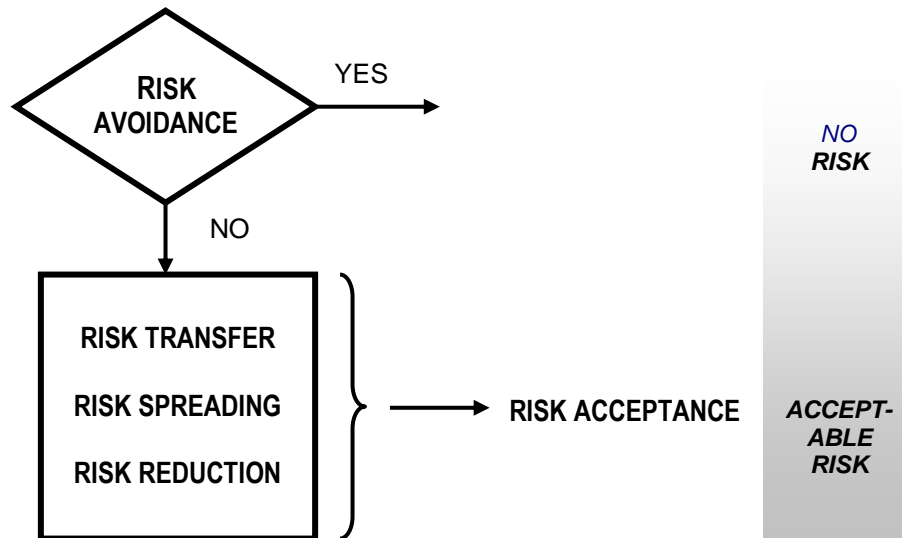 RISK
AVOIDANCE
YES
NO
RISK
NO
RISK TRANSFER
RISK SPREADING
RISK REDUCTION
RISK ACCEPTANCE
ACCEPT-
ABLE
RISK